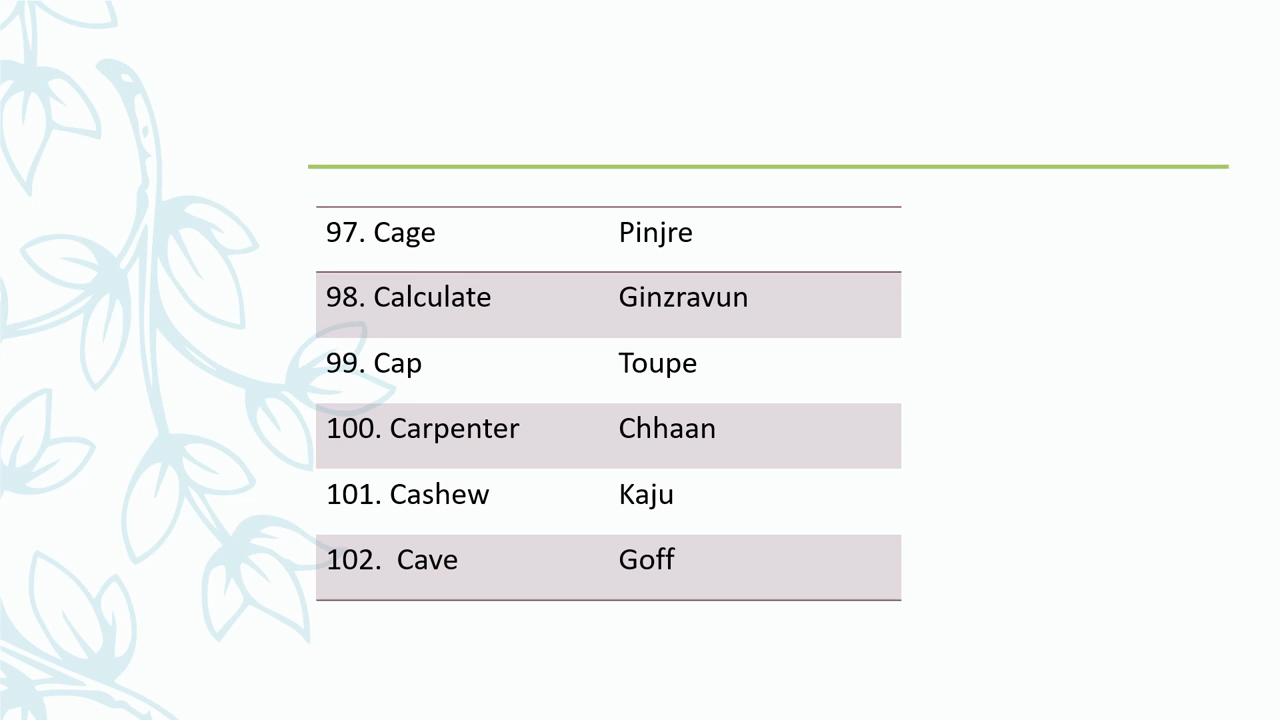 97. Cage Pinjre
98. Calculate Ginzravun
99. Cap Toupe
100. Carpenter Chhaan
101. Cashew Kaju
102.  Cave Goff